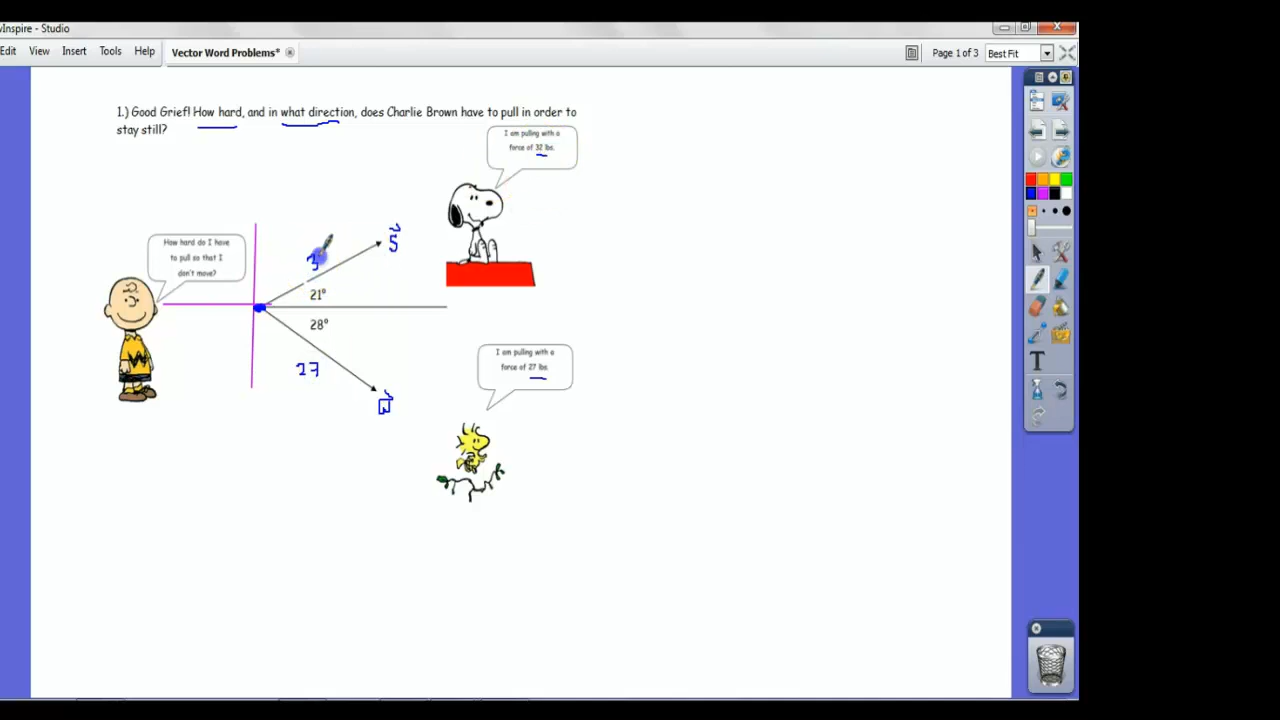 vInspire - Studio
Edit View Insert Tools Help Vector Word Problems* Page 1 of 3 Best Fit
1.) Good Grief! How hard, and in what direction, does Charlie Brown have to pull in order to
stay still?
I am pulling with a
force of 32 lbs.
How hard do I have
to pull so that I
don't move?
S
3
21°
28°
27
I am pulling with a
force of 27 lbs.
T